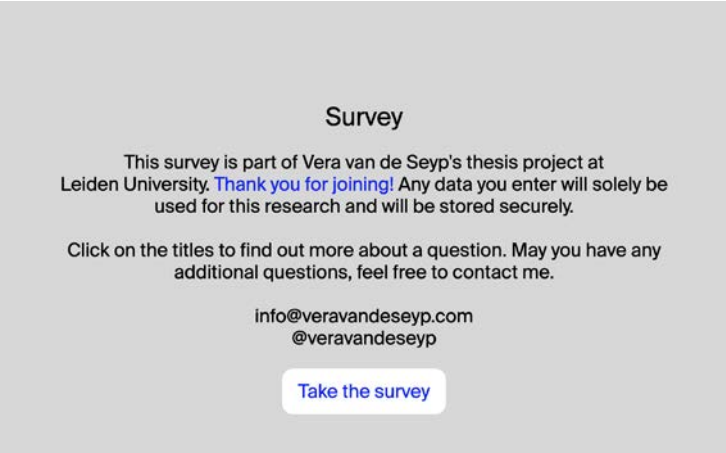 Survey
This survey is part of Vera van de Seyp's thesis project at
Leiden University. Thank you for joining! Any data you enter will solely be
used for this research and will be stored securely.
Click on the titles to find out more about a question. May you have any
additional questions, feel free to contact me.
info@veravandeseyp.com
@veravandeseyp
Take the survey